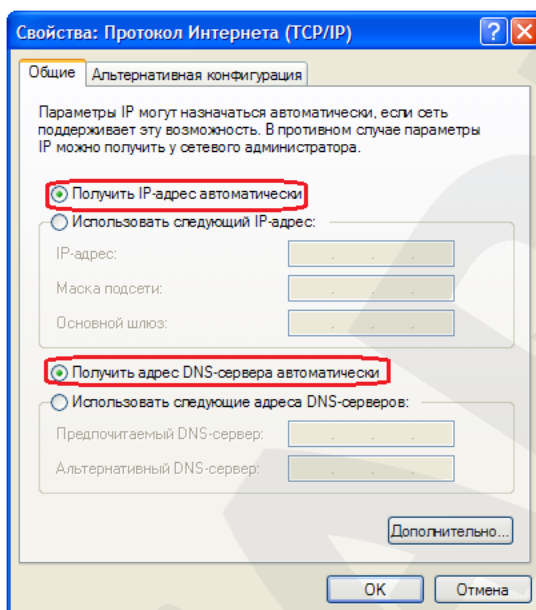 Свойства: Протокол Интернета (TCP/IP)
Общие
Альтернативная конфигурация
Параметры IP могут назначаться автоматически, если сеть
поддерживает эту возможность. В противном случае параметры
IP можно получить у сетевого администратора.
Получить IP-адрес автоматически
Использовать следующий IP-адрес:
IP-адрес:
Маска подсети:
Основной шлюз:
Получить адрес DNS-сервера автоматически
Использовать следующие адреса DNS-серверов:
Предпочитаемый DNS-сервер:
Альтернативный DNS-сервер:
Дополнительно...
OK
Отмена